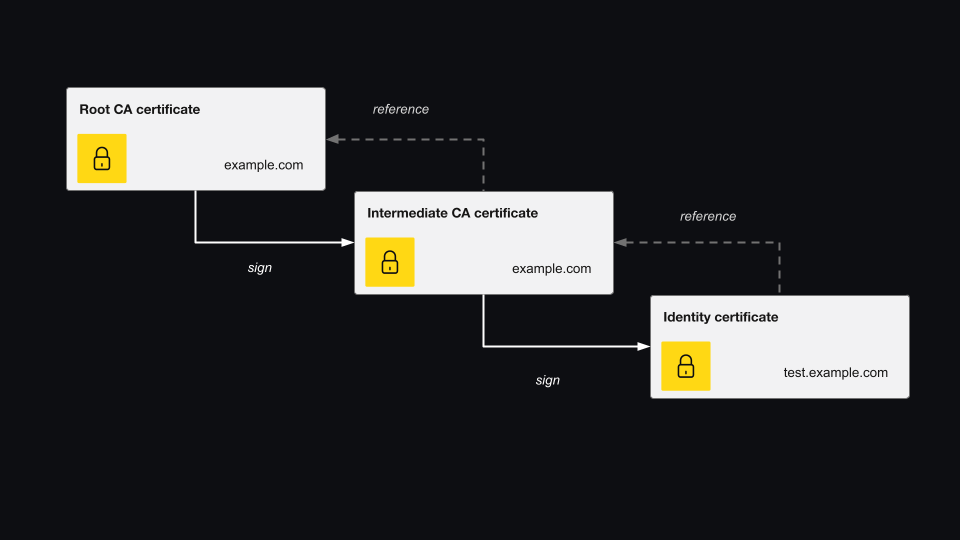 Root CA certificate
example.com
reference
sign
Intermediate CA certificate
example.com
reference
sign
Identity certificate
test.example.com